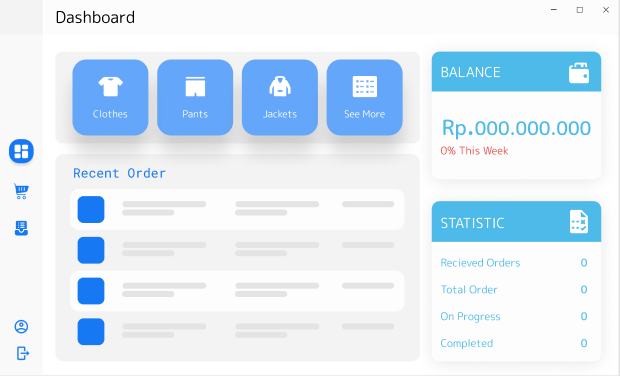 Dashboard
Clothes
Pants
Jackets
See More
Recent Order
BALANCE
Rp.000.000.000
0% This Week
STATISTIC
Recieved Orders 0
Total Order 0
On Progress 0
Completed 0